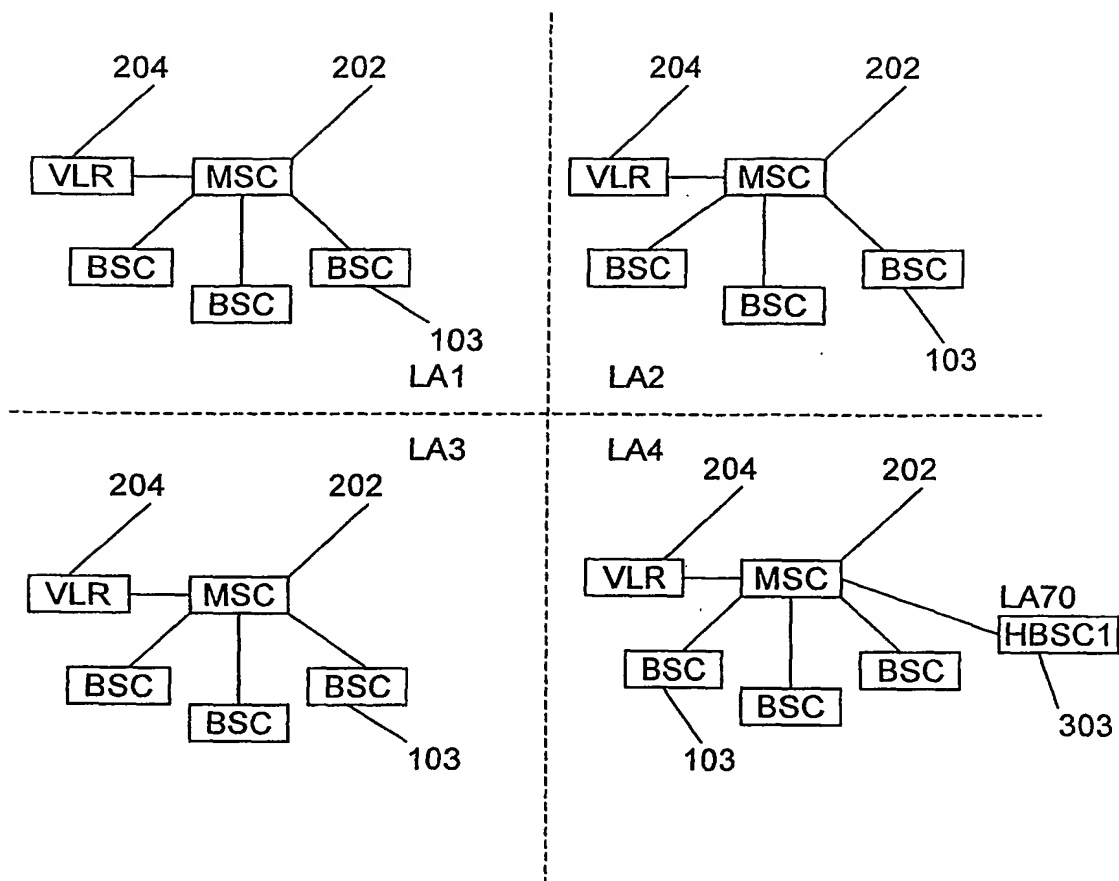 204 202
VLR MSC
BSC BSC
BSC
103
LA1
204 202
VLR MSC
BSC BSC
BSC
103
LA2
LA3
204 202
VLR MSC
BSC BSC
BSC
103
LA4
204 202
VLR MSC
LA70
HBSC1
BSC BSC
BSC
303
103